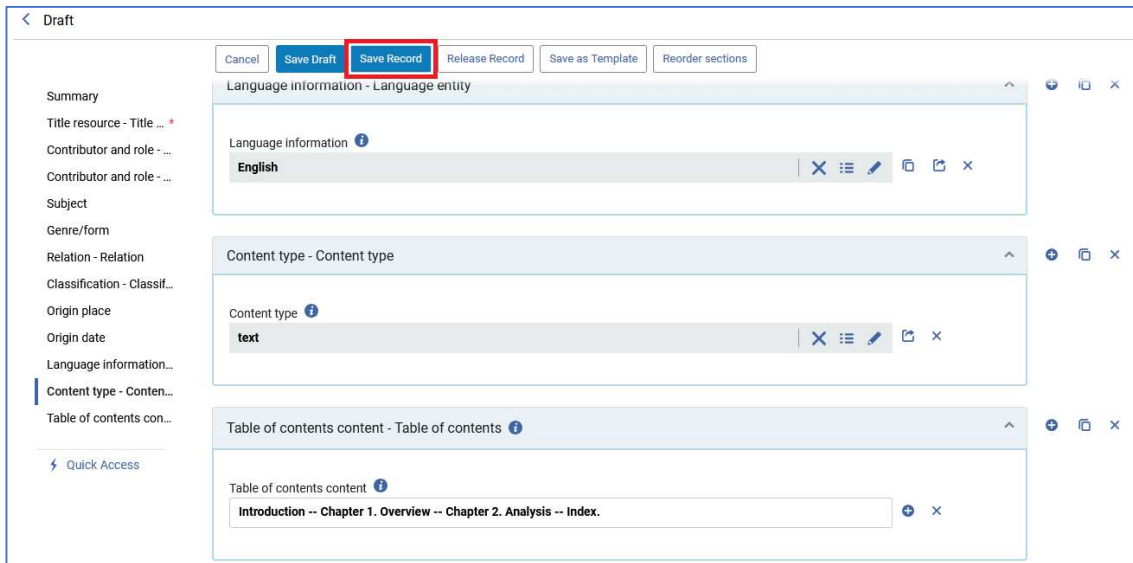 Draft
Cancel Save Draft Save Record Release Record Save as Template Reorder sections
Summary
Title resource - Title ... *
Contributor and role - ...
Contributor and role - ...
Subject
Genre/form
Relation - Relation
Classification - Classif...
Origin place
Origin date
Language information...
Content type - Conten...
Table of contents con...
Quick Access
Language information - Language entity
Language information
English
Content type - Content type
Content type
text
Table of contents content - Table of contents
Table of contents content
Introduction -- Chapter 1. Overview -- Chapter 2. Analysis -- Index.